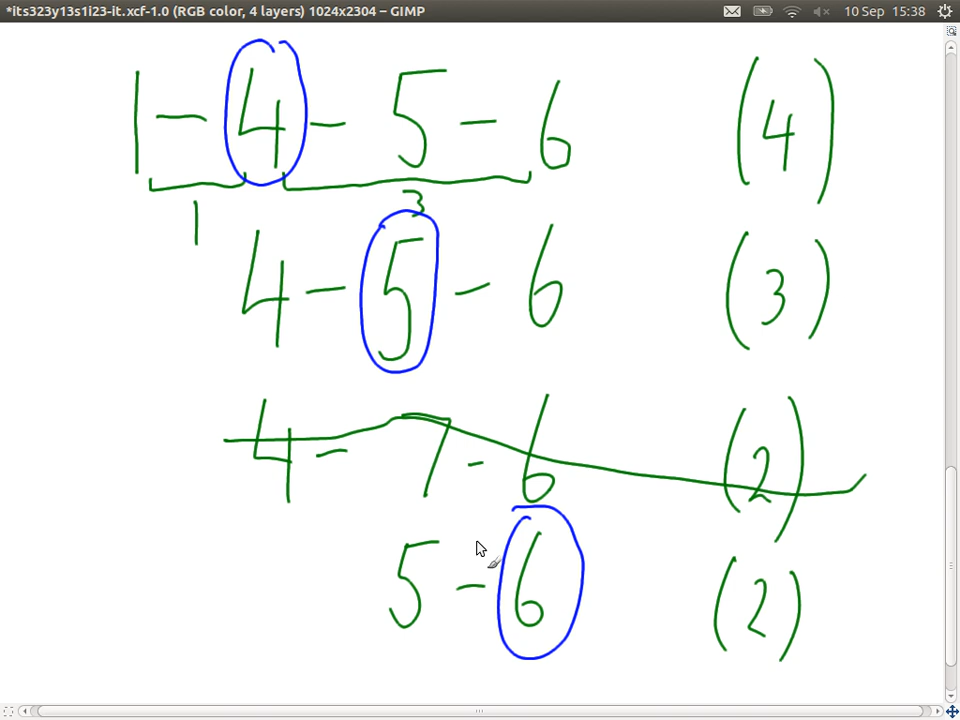 *its323y13s1i23-it.xcf-1.0 (RGB color, 4 layers) 1024x2304 – GIMP 10 Sep 15:38
1 - 4 - 5 - 6 (4)
1 3
4 - 5 - 6 (3)
4 - 7 - 6 (2)
5 - 6 (2)